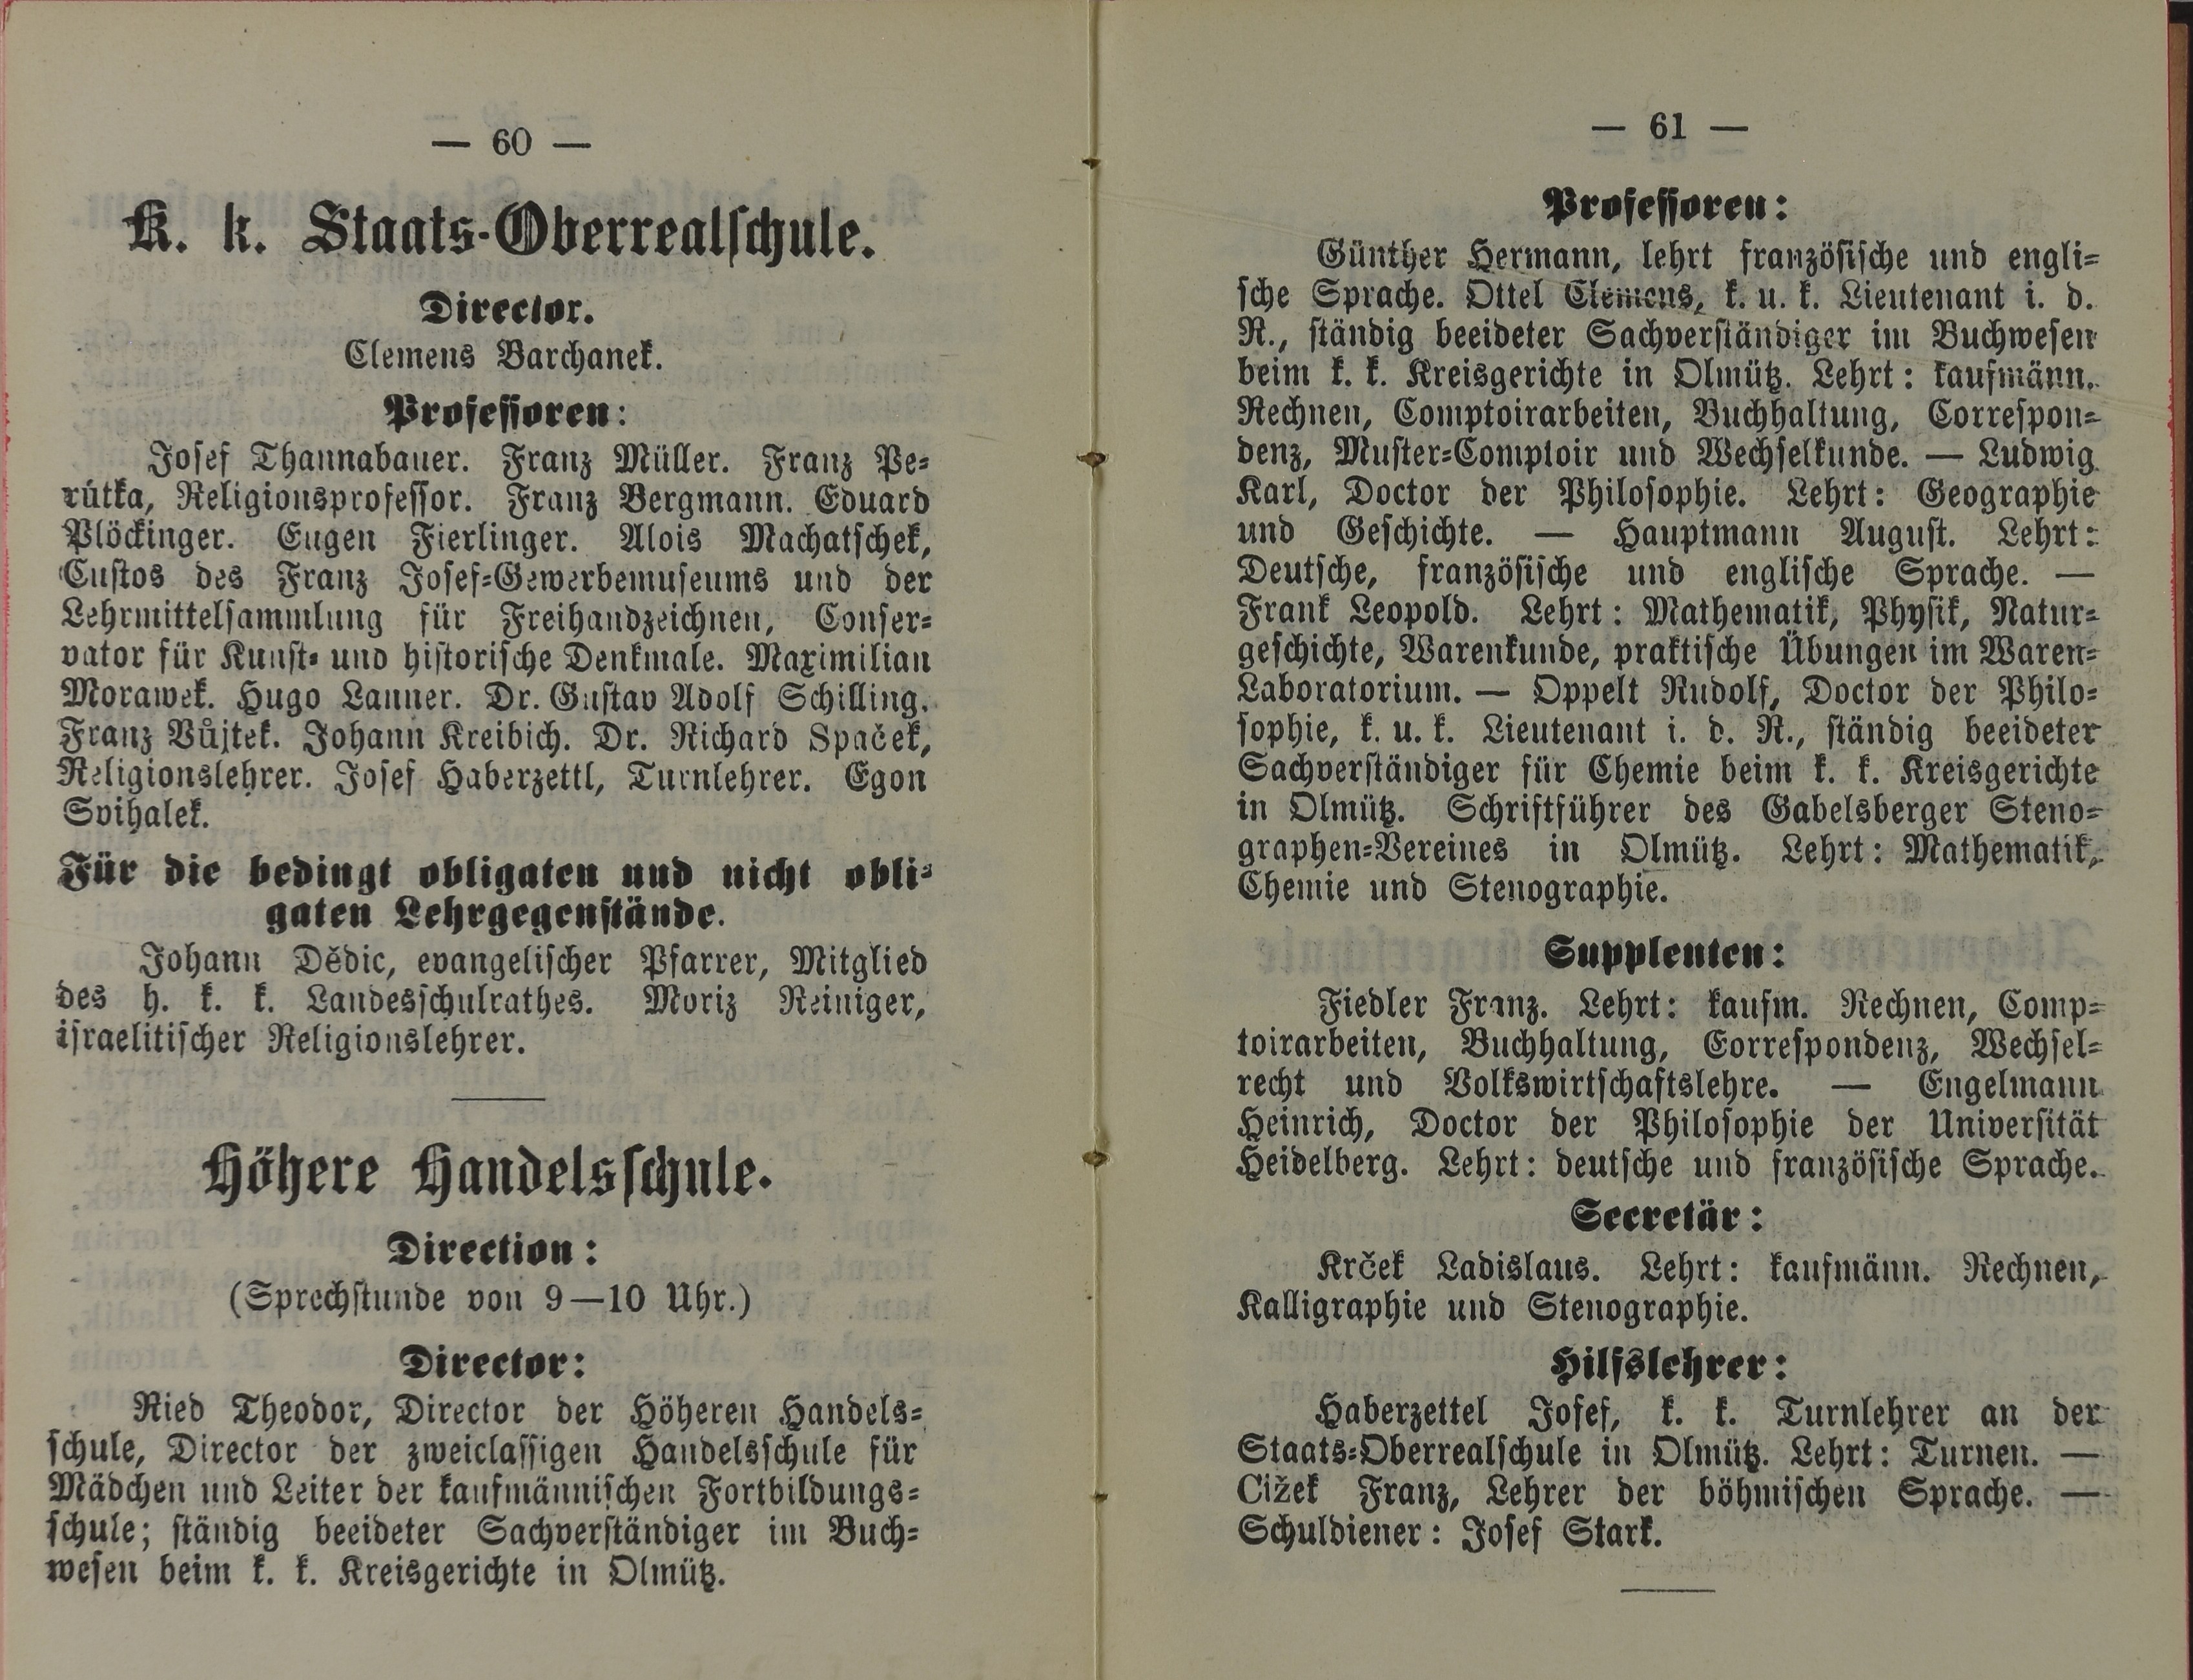 — 60 —
K. k. Staats-Oberrealschule.
Director.
Clemens Barchanek.
Professoren:
Josef Thannabauer. Franz Müller. Franz Pe-
rútka, Religionsprofessor. Franz Bergmann. Eduard
Plöckinger. Eugen Fierlinger. Alois Machatschek,
Custos des Franz Josef-Gewerbemuseums und der
Lehrmittelsammlung für Freihandzeichnen, Conser-
vator für Kunst- und historische Denkmale. Maximilian
Morawek. Hugo Lanner. Dr. Gustav Adolf Schilling.
Franz Vůjtek. Johann Kreibich. Dr. Richard Spaček,
Religionslehrer. Josef Haberzettl, Turnlehrer. Egon
Svihalek.
Für die bedingt obligaten und nicht obli-
gaten Lehrgegenstände.
Johann Dědic, evangelischer Pfarrer, Mitglied
des h. k. k. Landesschulrathes. Moriz Reiniger,
israelitischer Religionslehrer.
Höhere Handelsschule.
Direction:
(Sprechstunde von 9—10 Uhr.)
Director:
Ried Theodor, Director der Höheren Handels-
schule, Director der zweiclassigen Handelsschule für
Mädchen und Leiter der kaufmännischen Fortbildungs-
schule; ständig beeideter Sachverständiger im Buch-
wesen beim k. k. Kreisgerichte in Olmütz.
— 61 —
Professoren:
Günther Hermann, lehrt französische und engli-
sche Sprache. Ottel Clemens, k. u. k. Lieutenant i. d.
R., ständig beeideter Sachverständiger im Buchwesen
beim k. k. Kreisgerichte in Olmütz. Lehrt: kaufmänn.
Rechnen, Comptoirarbeiten, Buchhaltung, Correspon-
denz, Muster-Comptoir und Wechselkunde. — Ludwig
Karl, Doctor der Philosophie. Lehrt: Geographie
und Geschichte. — Hauptmann August. Lehrt:
Deutsche, französische und englische Sprache. —
Frank Leopold. Lehrt: Mathematik, Physik, Natur-
geschichte, Warenkunde, praktische Übungen im Waren-
Laboratorium. — Oppelt Rudolf, Doctor der Philo-
sophie, k. u. k. Lieutenant i. d. R., ständig beeideter
Sachverständiger für Chemie beim k. k. Kreisgerichte
in Olmütz. Schriftführer des Gabelsberger Steno-
graphen-Vereines in Olmütz. Lehrt: Mathematik,
Chemie und Stenographie.
Supplenten:
Fiedler Franz. Lehrt: kaufm. Rechnen, Comp-
toirarbeiten, Buchhaltung, Correspondenz, Wechsel-
recht und Volkswirtschaftslehre. — Engelmann
Heinrich, Doctor der Philosophie der Universität
Heidelberg. Lehrt: deutsche und französische Sprache.
Secretär:
Krček Ladislaus. Lehrt: kaufmänn. Rechnen,
Kalligraphie und Stenographie.
Hilfslehrer:
Haberzettel Josef, k. k. Turnlehrer an der
Staats-Oberrealschule in Olmütz. Lehrt: Turnen. —
Cižek Franz, Lehrer der böhmischen Sprache. —
Schuldiener: Josef Stark.